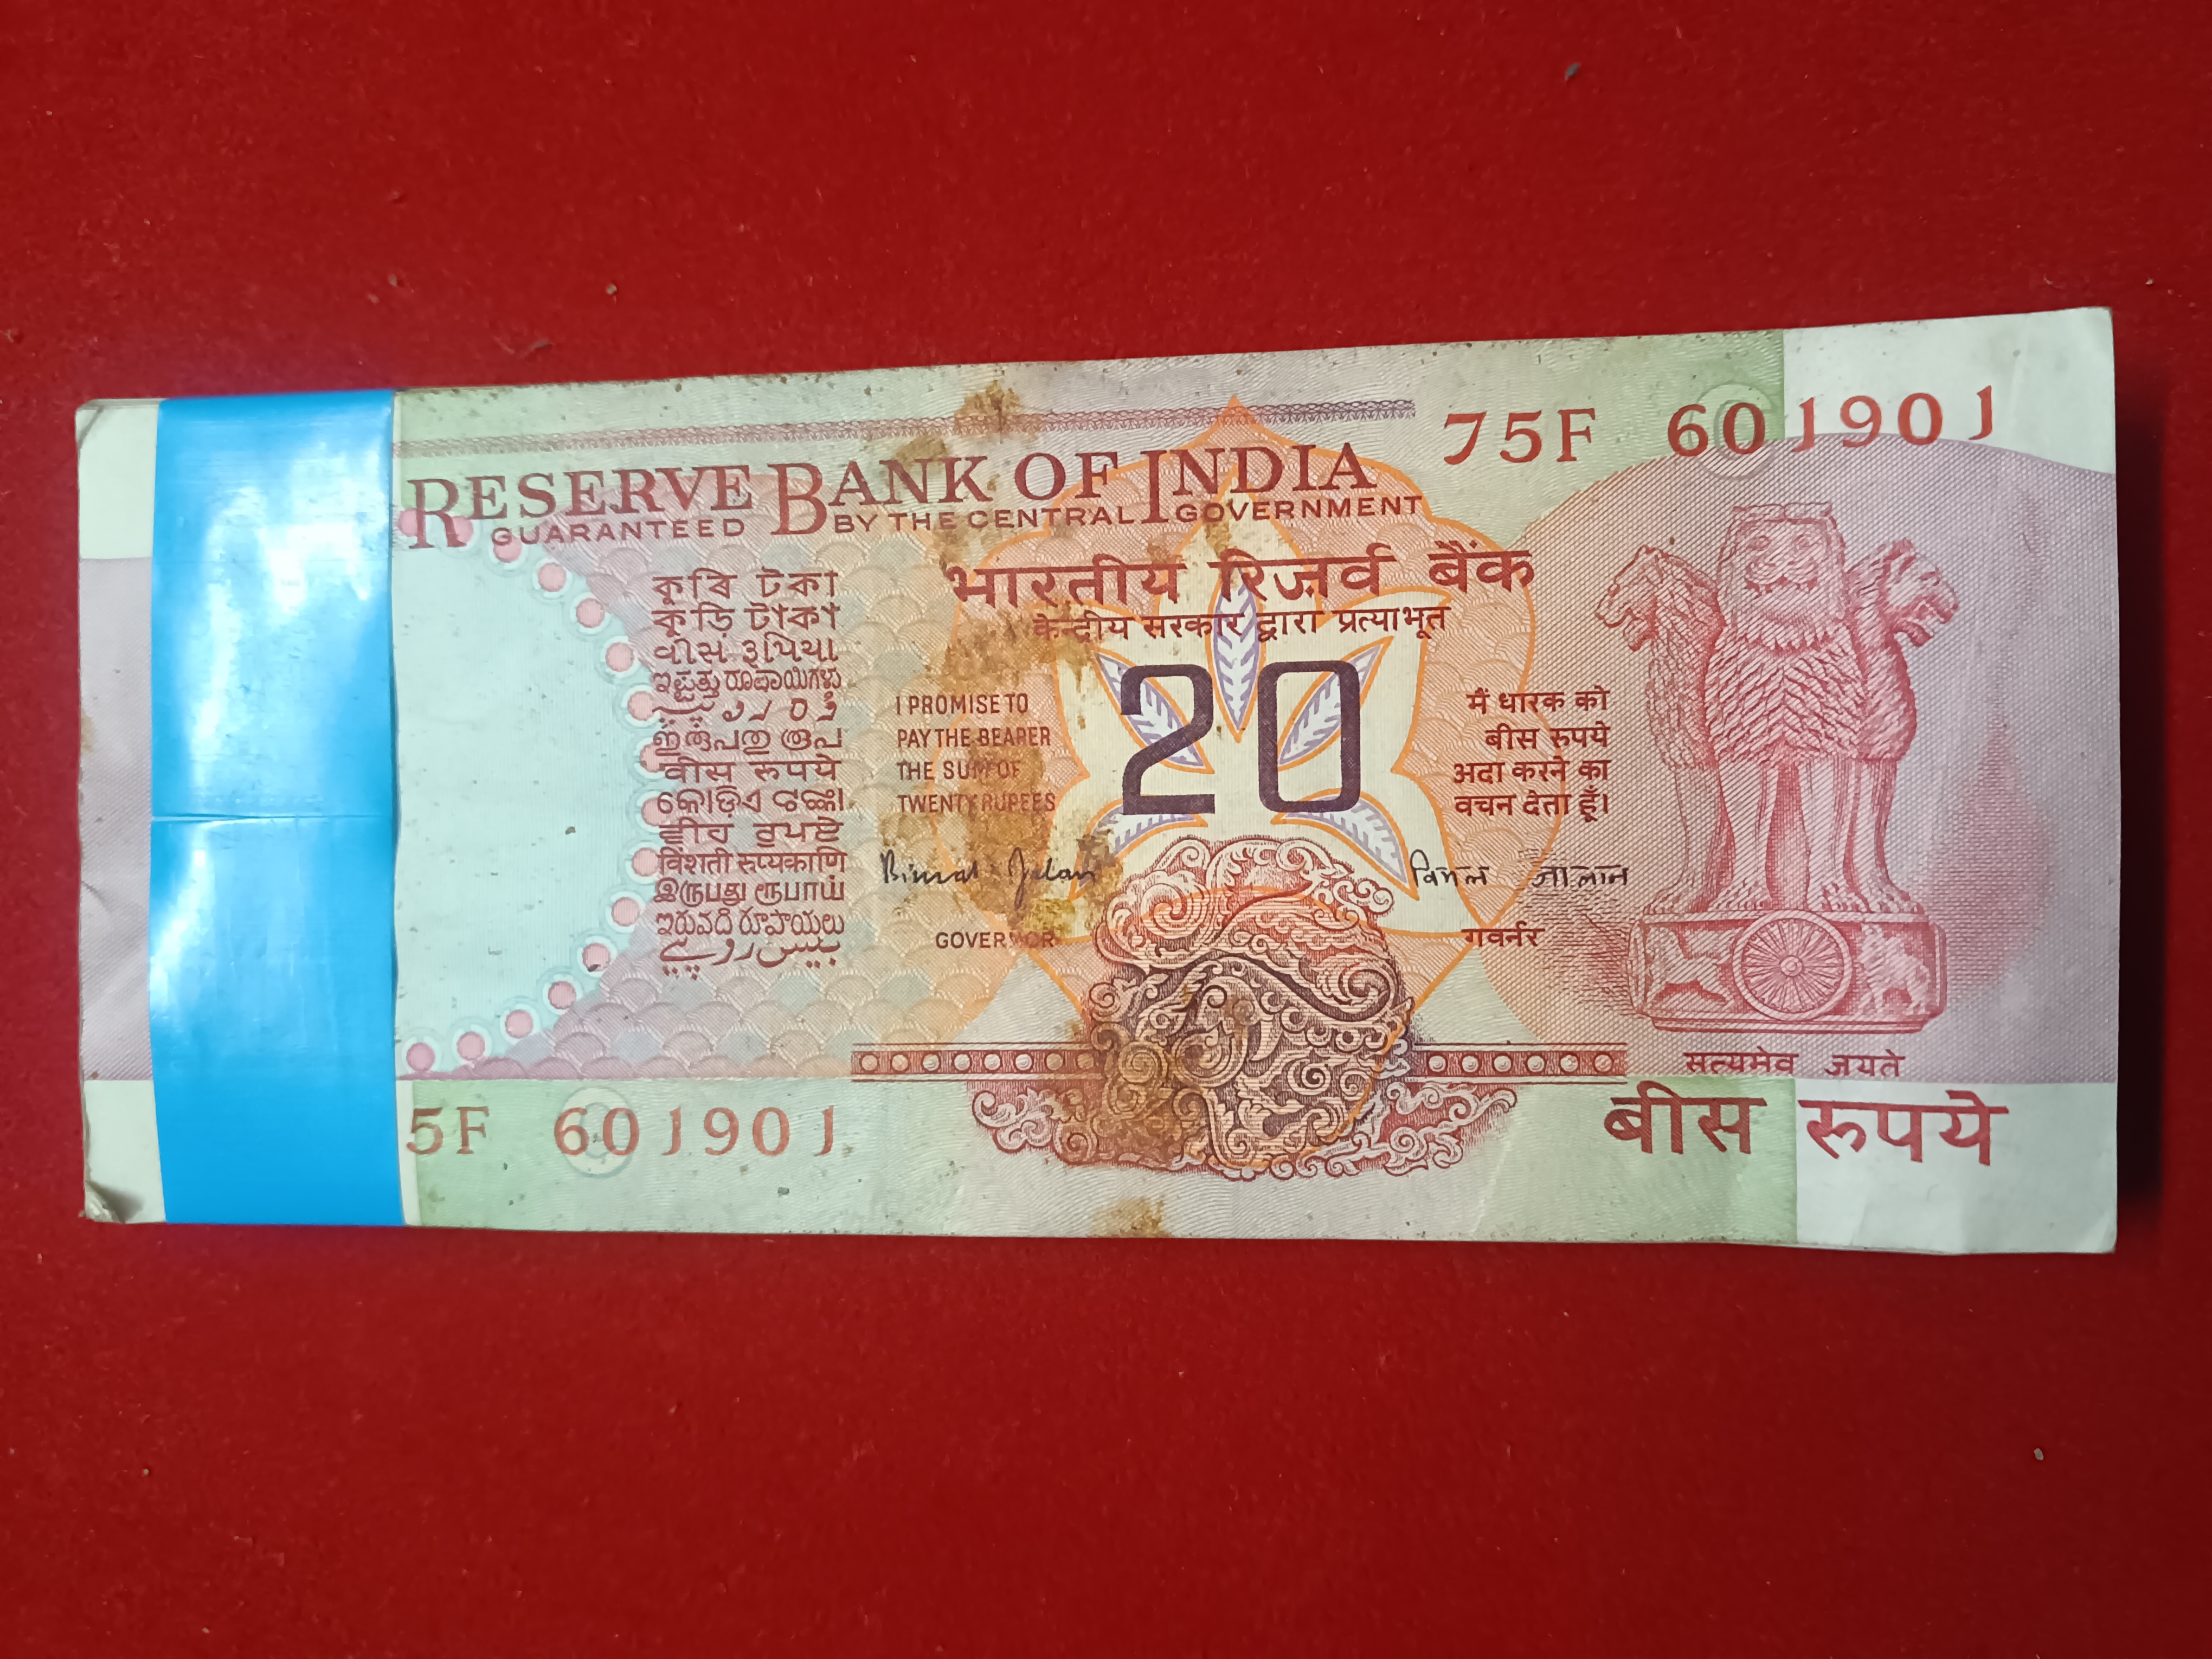 75F 601901
RESERVE BANK OF INDIA
GUARANTEED BY THE CENTRAL GOVERNMENT
भारतीय रिज़र्व बैंक
केन्द्रीय सरकार द्वारा प्रत्याभूत
কুৰি টকা
কুড়ি টাকা
વીસ રૂપિયા
ಇಪ್ಪತ್ತು ರೂಪಾಯಿಗಳು
वीस रुपये
କୋଡ଼ିଏ ଟଙ୍କା
ਵੀਹ ਰੁਪਏ
विंशती रूप्यकाणि
இருபது ரூபாய்
ఇరువది రూపాయలు
بیس روپیے
I PROMISE TO
PAY THE BEARER
THE SUM OF
TWENTY RUPEES
20
मैं धारक को
बीस रुपये
अदा करने का
वचन देता हूँ।
Bimal Jalan
GOVERNOR
विमल जालान
गवर्नर
सत्यमेव जयते
5F 601901
बीस रुपये